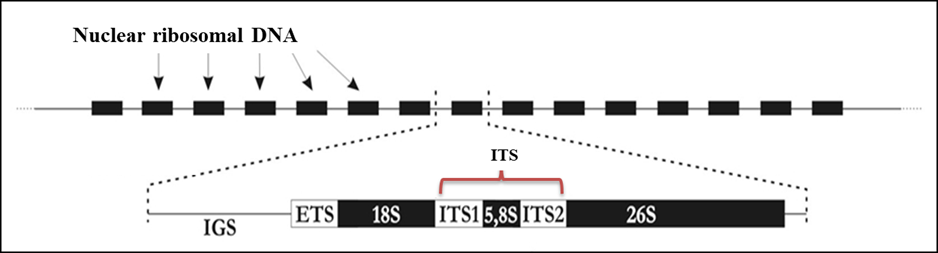 Nuclear ribosomal DNA
ITS
ETS 18S ITS1 5,8S ITS2 26S
IGS